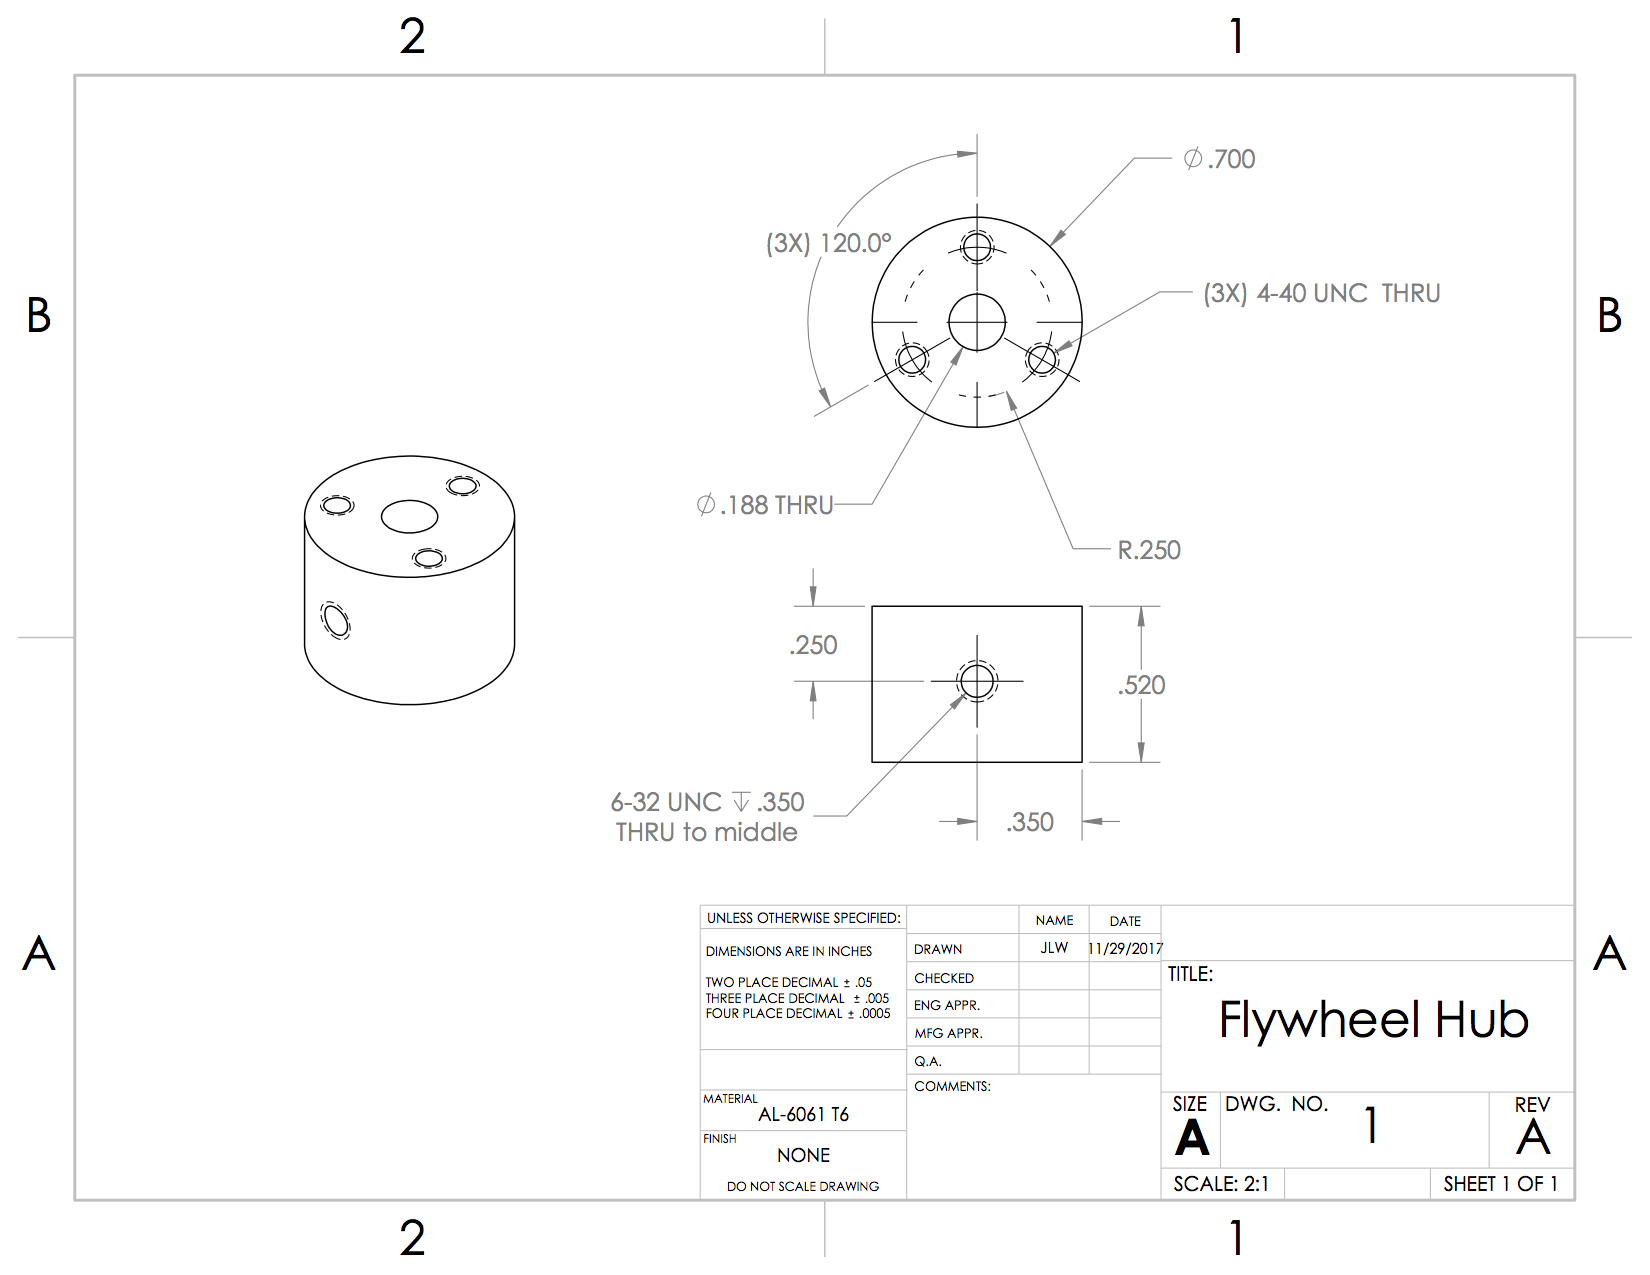 2
1
B
B
A
A
2
1
⌀.700
(3X) 120.0°
(3X) 4-40 UNC THRU
⌀.188 THRU
R.250
.250
.520
6-32 UNC ↧ .350
THRU to middle
.350
UNLESS OTHERWISE SPECIFIED:
DIMENSIONS ARE IN INCHES
TWO PLACE DECIMAL ± .05
THREE PLACE DECIMAL ± .005
FOUR PLACE DECIMAL ± .0005
MATERIAL
AL-6061 T6
FINISH
NONE
DO NOT SCALE DRAWING
NAME DATE
DRAWN JLW 11/29/2017
CHECKED
ENG APPR.
MFG APPR.
Q.A.
COMMENTS:
TITLE:
Flywheel Hub
SIZE DWG. NO. REV
A 1 A
SCALE: 2:1 SHEET 1 OF 1